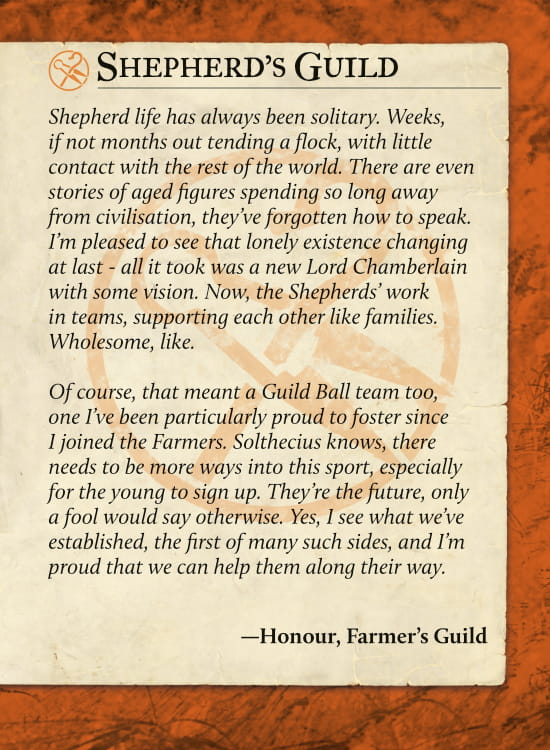 Shepherd's Guild
Shepherd life has always been solitary. Weeks,
if not months out tending a flock, with little
contact with the rest of the world. There are even
stories of aged figures spending so long away
from civilisation, they've forgotten how to speak.
I'm pleased to see that lonely existence changing
at last - all it took was a new Lord Chamberlain
with some vision. Now, the Shepherds' work
in teams, supporting each other like families.
Wholesome, like.
Of course, that meant a Guild Ball team too,
one I've been particularly proud to foster since
I joined the Farmers. Solthecius knows, there
needs to be more ways into this sport, especially
for the young to sign up. They're the future, only
a fool would say otherwise. Yes, I see what we've
established, the first of many such sides, and I'm
proud that we can help them along their way.
—Honour, Farmer's Guild